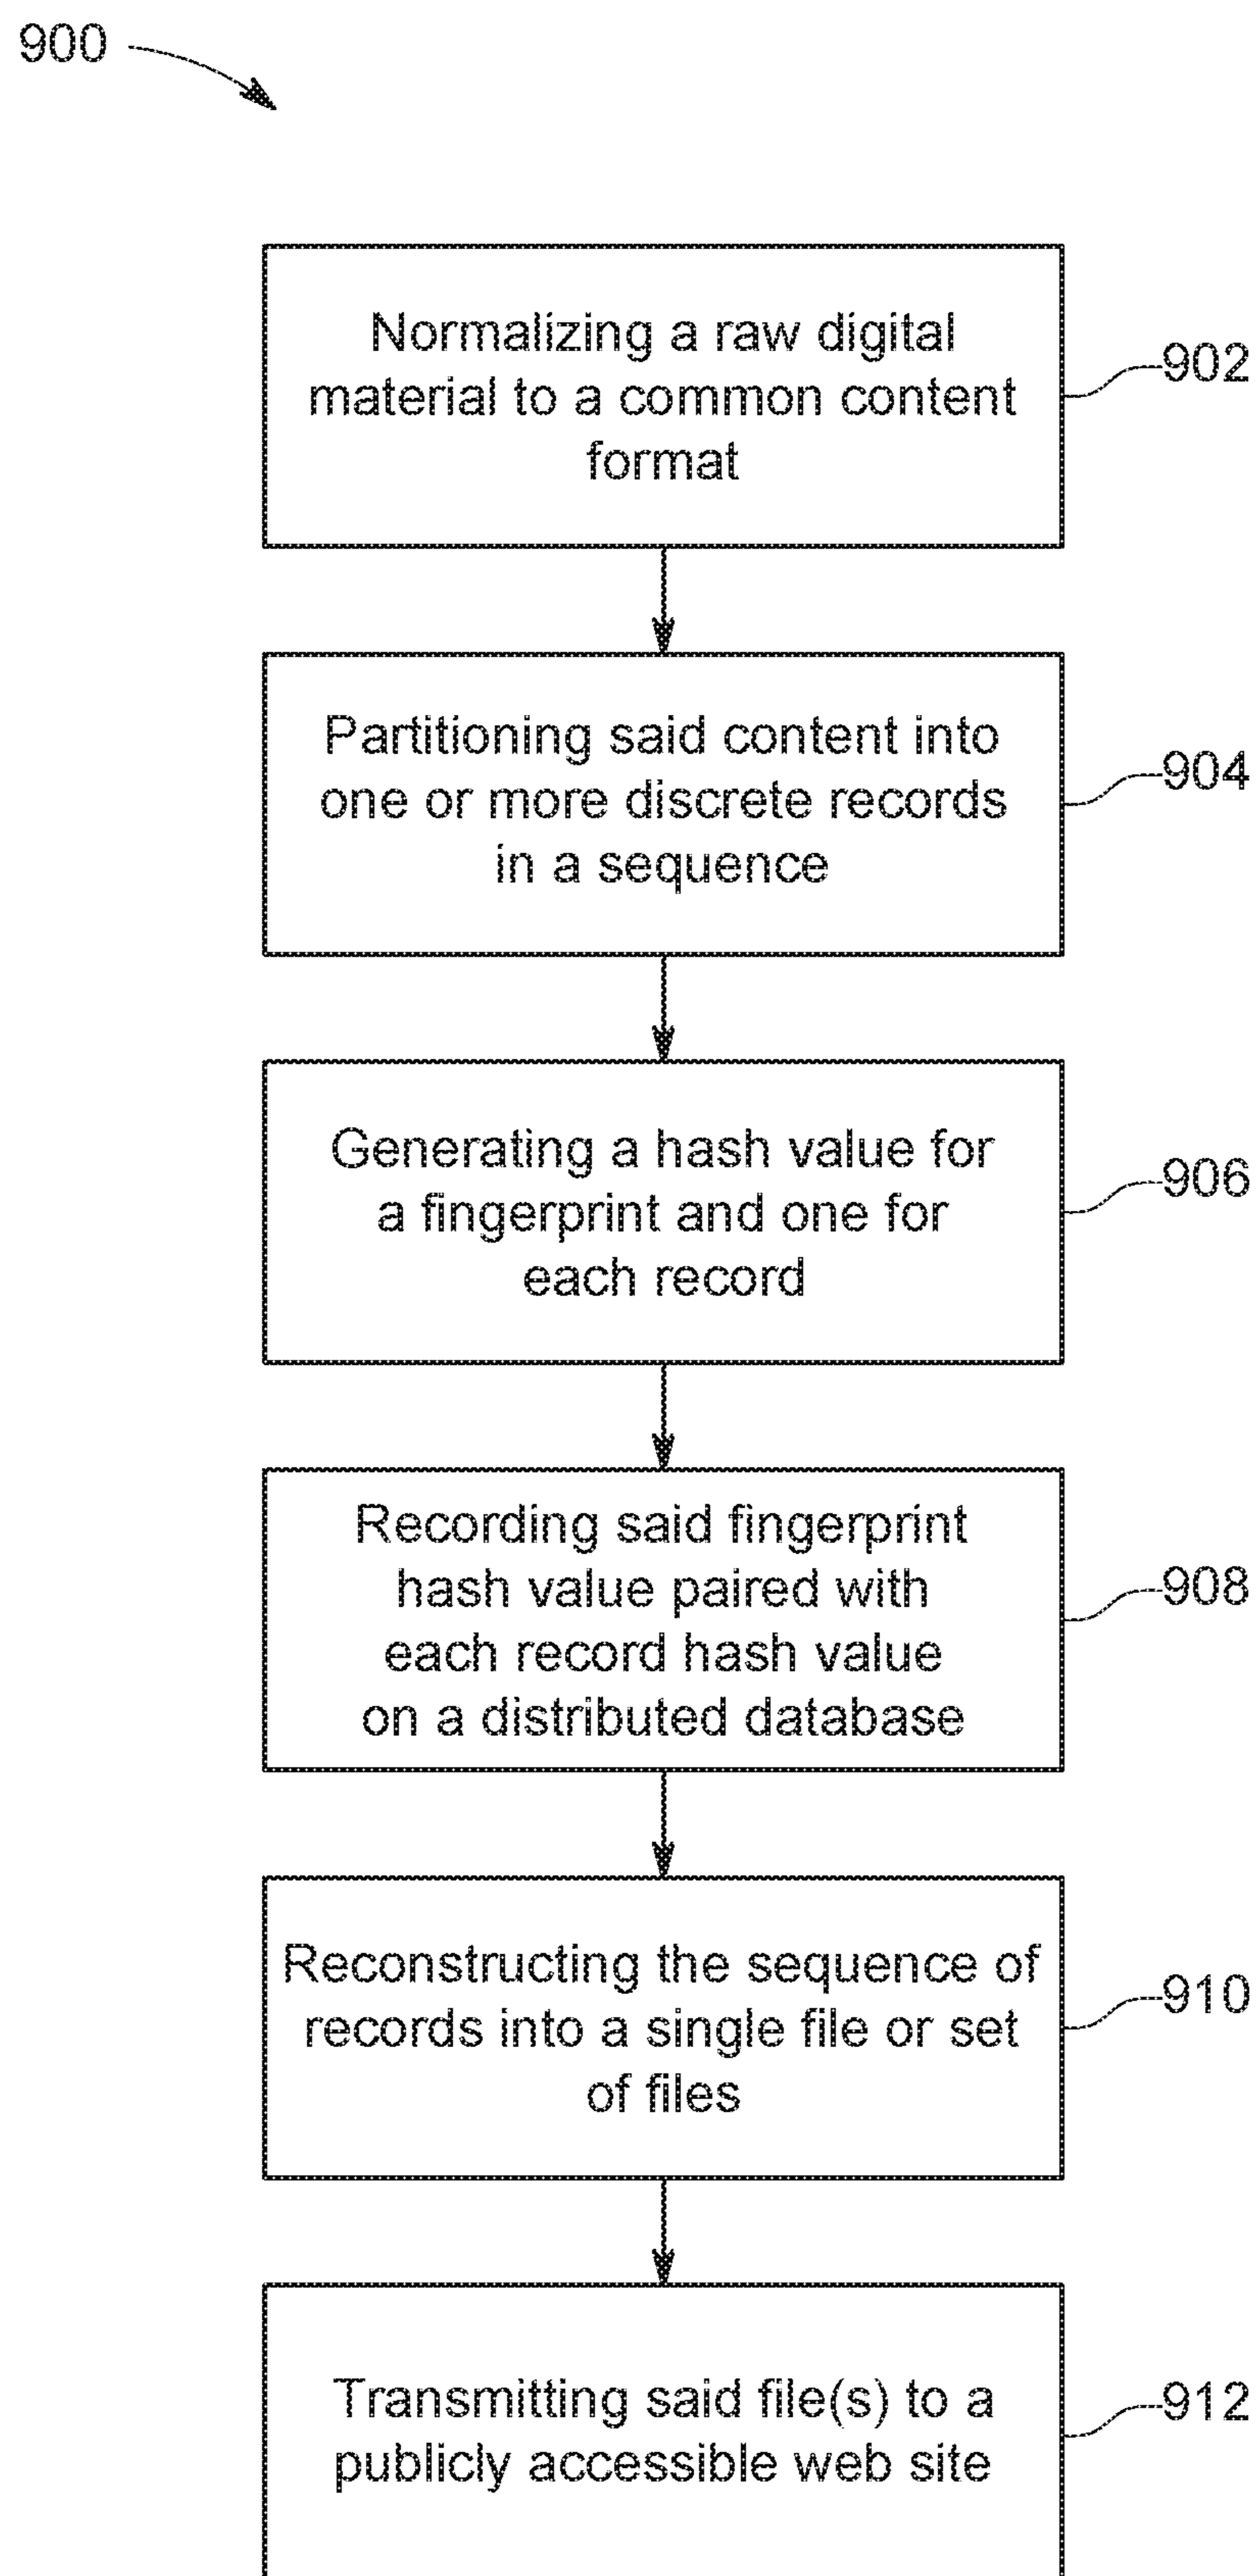 900
Normalizing a raw digital
material to a common content
format
902
Partitioning said content into
one or more discrete records
in a sequence
904
Generating a hash value for
a fingerprint and one for
each record
906
Recording said fingerprint
hash value paired with
each record hash value
on a distributed database
908
Reconstructing the sequence of
records into a single file or set
of files
910
Transmitting said file(s) to a
publicly accessible web site
912